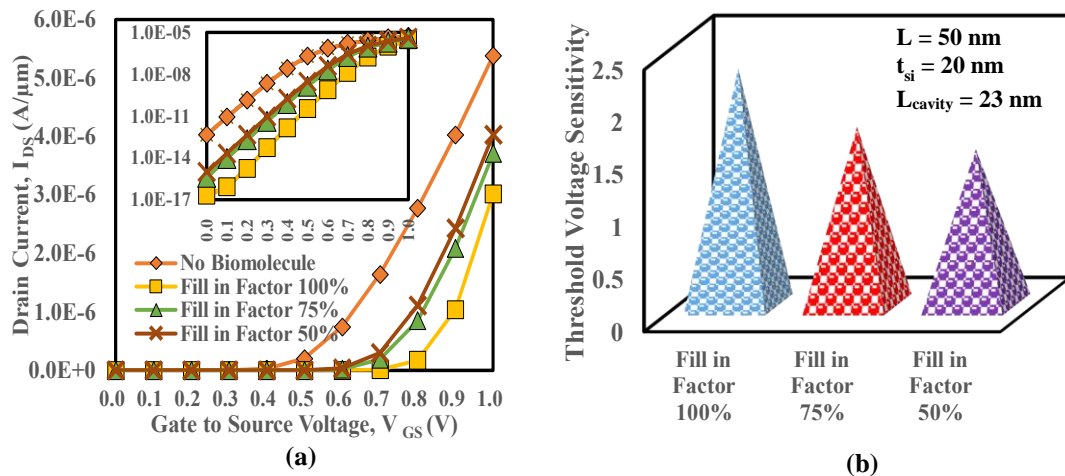 6.0E-6
5.0E-6
4.0E-6
3.0E-6
2.0E-6
1.0E-6
0.0E+0
Drain Current, I_DS (A/μm)
1.0E-05
1.0E-08
1.0E-11
1.0E-14
1.0E-17
0.0 0.1 0.2 0.3 0.4 0.5 0.6 0.7 0.8 0.9 1.0
No Biomolecule
Fill in Factor 100%
Fill in Factor 75%
Fill in Factor 50%
0.0 0.1 0.2 0.3 0.4 0.5 0.6 0.7 0.8 0.9 1.0
Gate to Source Voltage, V_GS (V)
(a)
L = 50 nm
t_si = 20 nm
L_cavity = 23 nm
Threshold Voltage Sensitivity
2.5
2
1.5
1
0.5
0
Fill in
Factor
100%
Fill in
Factor
75%
Fill in
Factor
50%
(b)